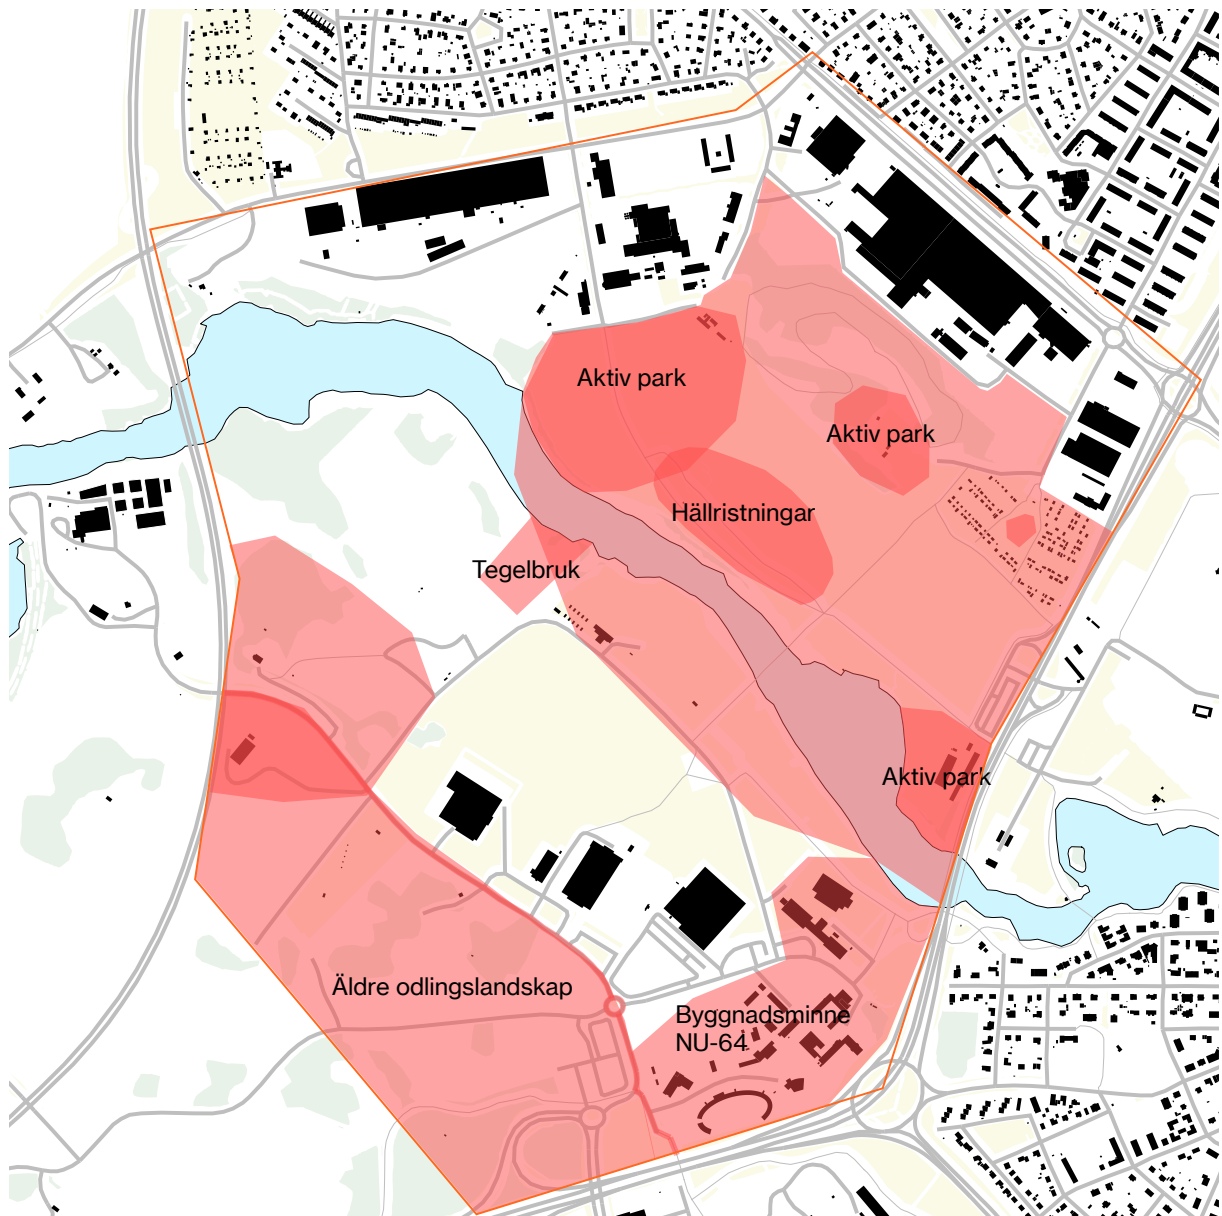 Aktiv park
Aktiv park
Hällristningar
Tegelbruk
Aktiv park
Äldre odlingslandskap
Byggnadsminne
NU-64